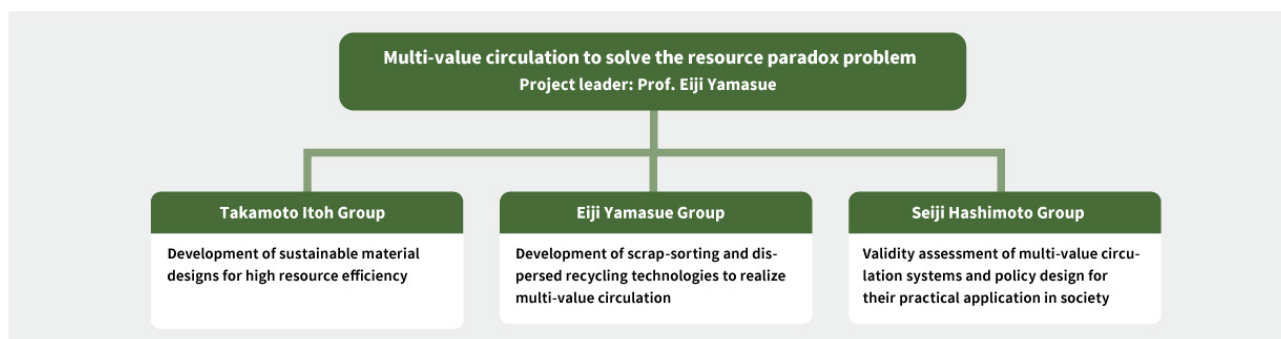 Multi-value circulation to solve the resource paradox problem
Project leader: Prof. Eiji Yamasue
Takamoto Itoh Group
Development of sustainable material
designs for high resource efficiency
Eiji Yamasue Group
Development of scrap-sorting and dis-
persed recycling technologies to realize
multi-value circulation
Seiji Hashimoto Group
Validity assessment of multi-value circu-
lation systems and policy design for
their practical application in society